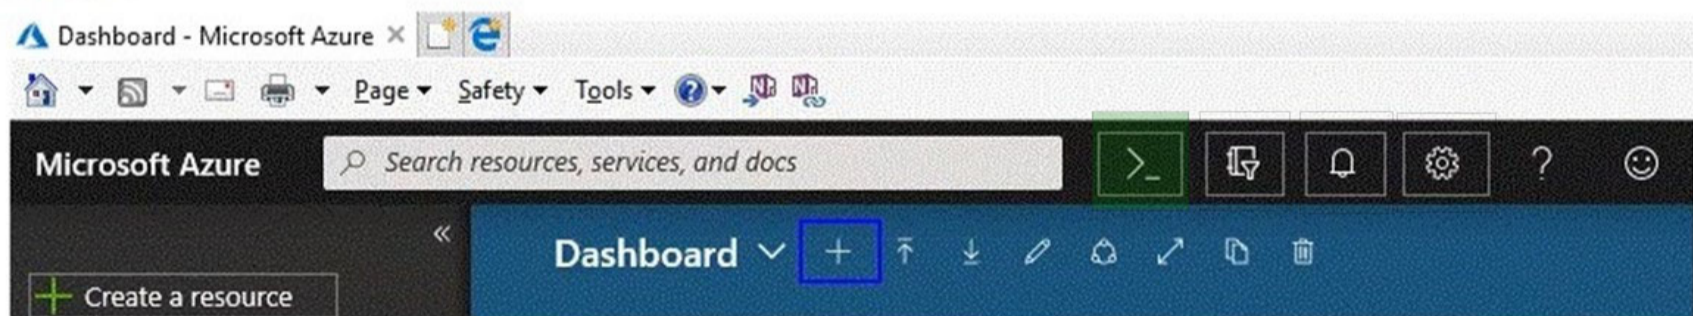 Dashboard - Microsoft Azure
Page Safety Tools
Microsoft Azure Search resources, services, and docs
Dashboard
Create a resource